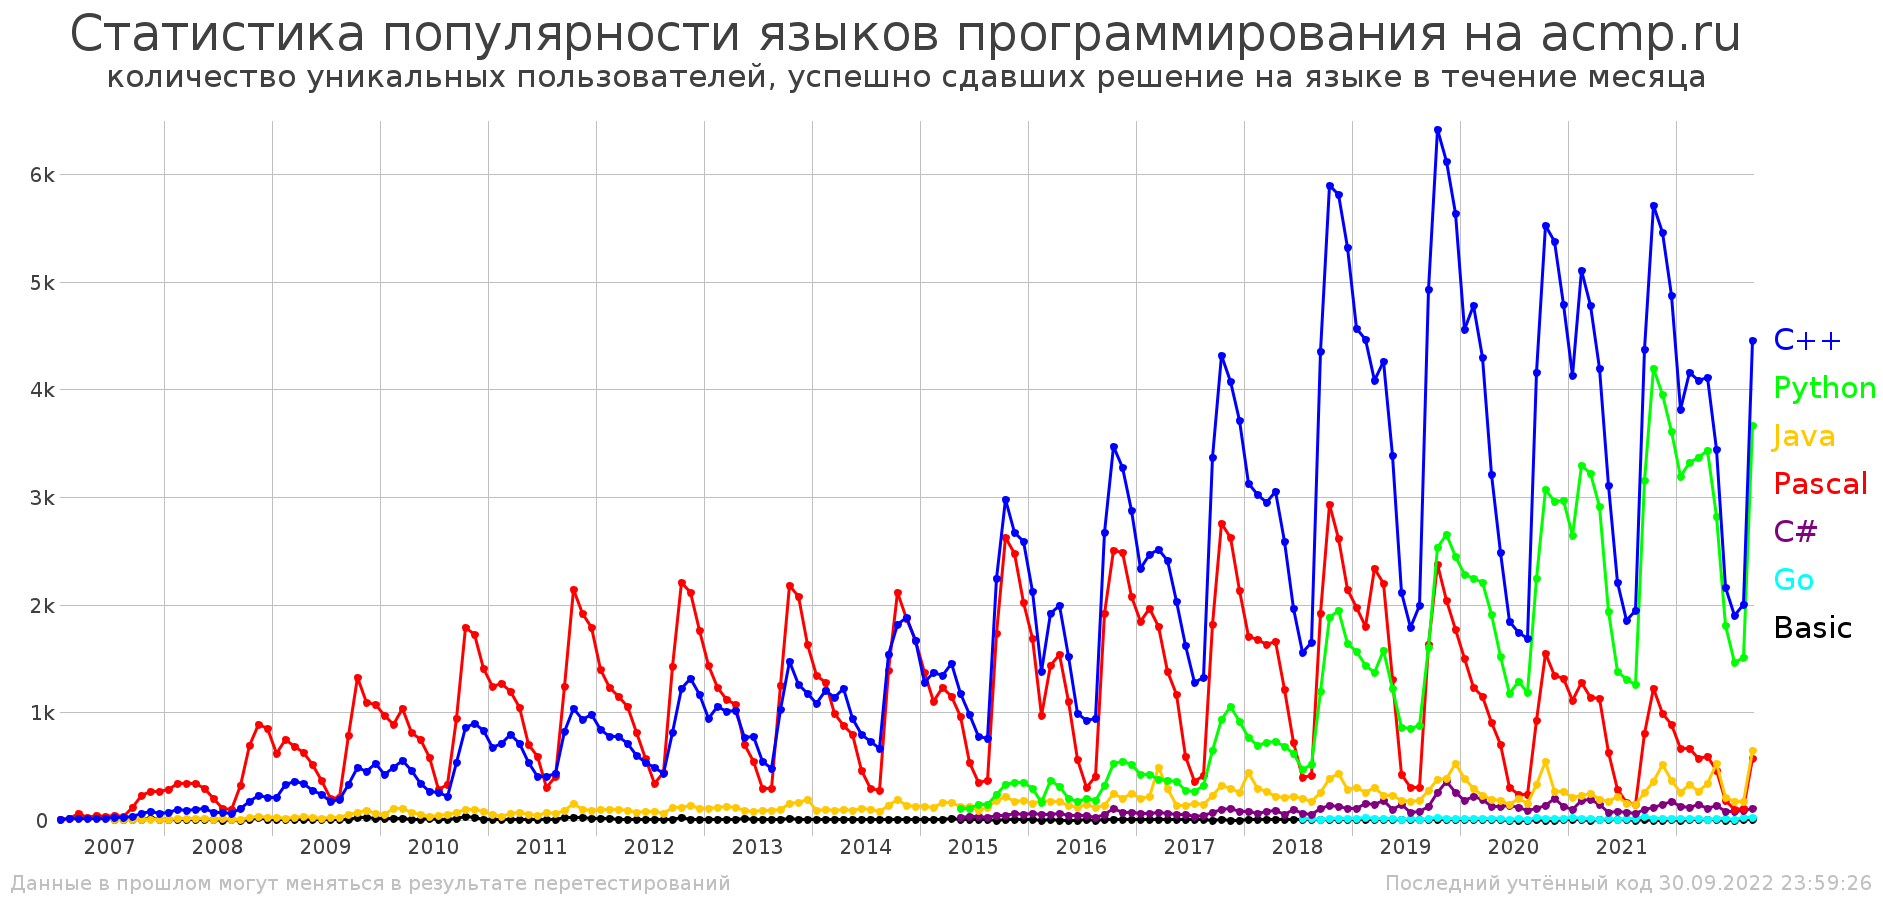 Статистика популярности языков программирования на acmp.ru
количество уникальных пользователей, успешно сдавших решение на языке в течение месяца
6k
5k
4k
3k
2k
1k
0
2007 2008 2009 2010 2011 2012 2013 2014 2015 2016 2017 2018 2019 2020 2021
C++
Python
Java
Pascal
C#
Go
Basic
Данные в прошлом могут меняться в результате перетестирований
Последний учтённый код 30.09.2022 23:59:26